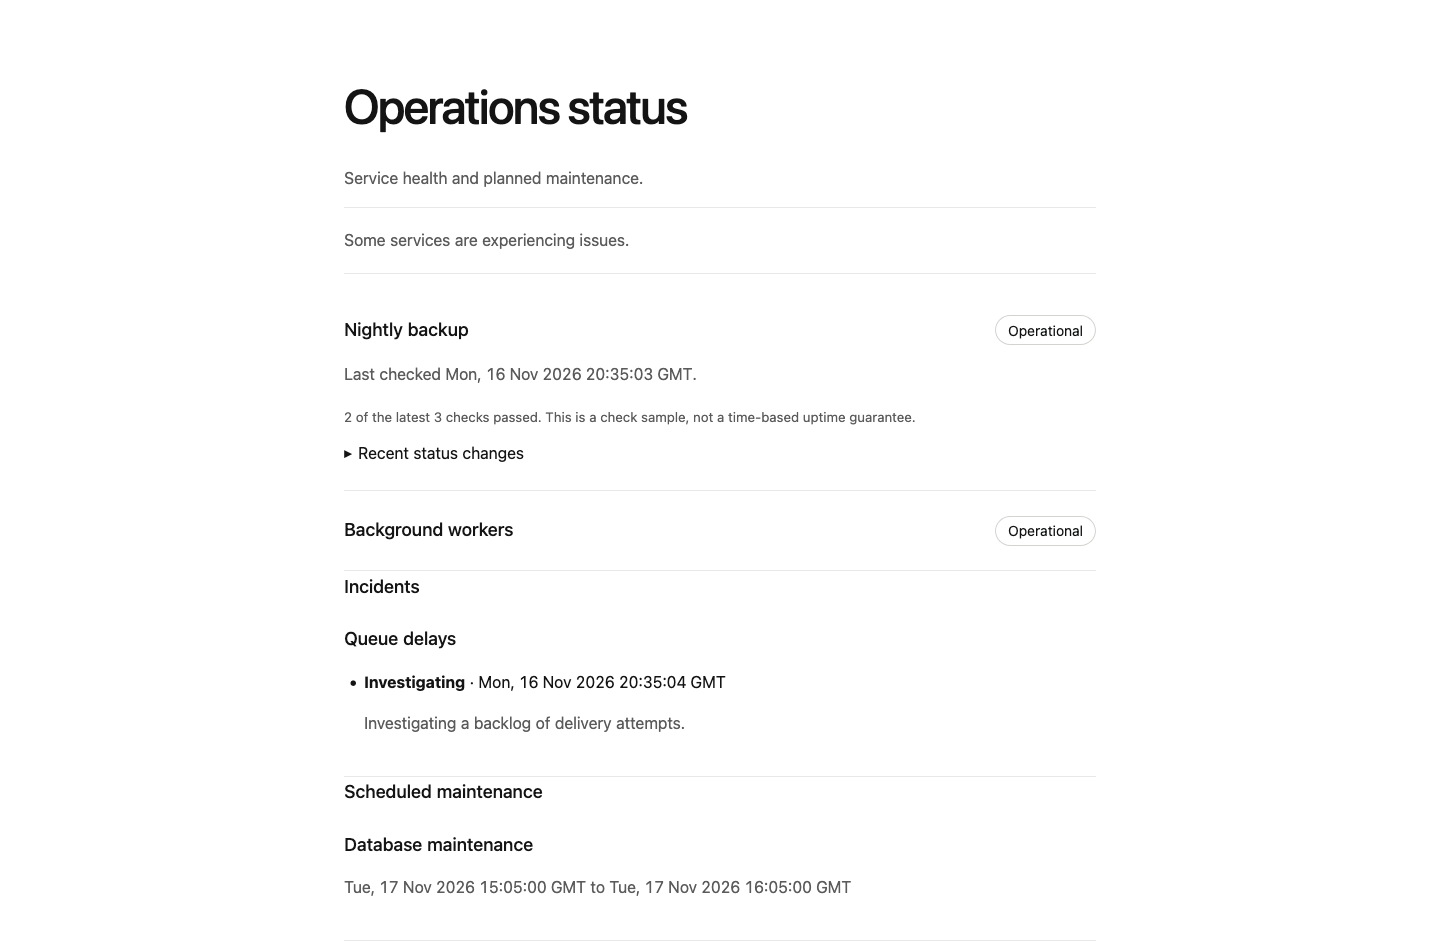 Operations status
Service health and planned maintenance.
Some services are experiencing issues.
Nightly backup
Operational
Last checked Mon, 16 Nov 2026 20:35:03 GMT.
2 of the latest 3 checks passed. This is a check sample, not a time-based uptime guarantee.
Recent status changes
Background workers
Operational
Incidents
Queue delays
Investigating · Mon, 16 Nov 2026 20:35:04 GMT
Investigating a backlog of delivery attempts.
Scheduled maintenance
Database maintenance
Tue, 17 Nov 2026 15:05:00 GMT to Tue, 17 Nov 2026 16:05:00 GMT